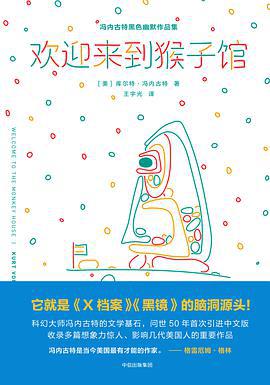 冯内古特黑色幽默作品集
欢迎来到猴子馆
[美] 库尔特·冯内古特 著
王宇光 译
WELCOME TO THE MONKEY HOUSE
KURT VON
它就是《X 档案》《黑镜》的脑洞源头!
科幻大师冯内古特的文学基石,问世 50 年首次引进中文版
收录多篇想象力惊人、影响几代美国人的重要作品
冯内古特是当今美国最有才能的作家。 —— 格雷厄姆·格林
中信出版集团